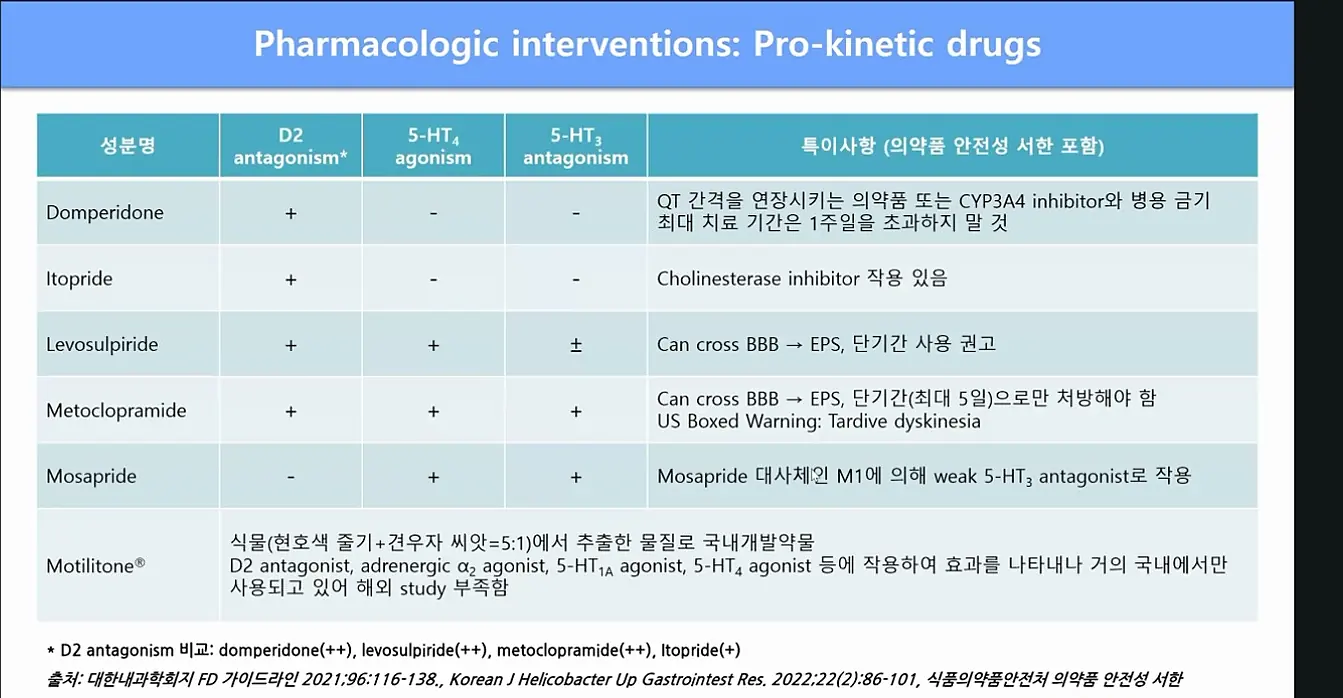 Pharmacologic interventions: Pro-kinetic drugs
성분명
D2
antagonism*
5-HT₄
agonism
5-HT₃
antagonism
특이사항 (의약품 안전성 서한 포함)
Domperidone
+
-
-
QT 간격을 연장시키는 의약품 또는 CYP3A4 inhibitor와 병용 금기
최대 치료 기간은 1주일을 초과하지 말 것
Itopride
+
-
-
Cholinesterase inhibitor 작용 있음
Levosulpiride
+
+
±
Can cross BBB → EPS, 단기간 사용 권고
Metoclopramide
+
+
+
Can cross BBB → EPS, 단기간(최대 5일)으로만 처방해야 함
US Boxed Warning: Tardive dyskinesia
Mosapride
-
+
+
Mosapride 대사체인 M1에 의해 weak 5-HT₃ antagonist로 작용
Motilitone®
식물(현호색 줄기+견우자 씨앗=5:1)에서 추출한 물질로 국내개발약물
D2 antagonist, adrenergic α₂ agonist, 5-HT₁ₐ agonist, 5-HT₄ agonist 등에 작용하여 효과를 나타내나 거의 국내에서만
사용되고 있어 해외 study 부족함
* D2 antagonism 비교: domperidone(++), levosulpiride(++), metoclopramide(++), Itopride(+)
출처: 대한내과학회지 FD 가이드라인 2021;96:116-138., Korean J Helicobacter Up Gastrointest Res. 2022;22(2):86-101, 식품의약품안전처 의약품 안전성 서한